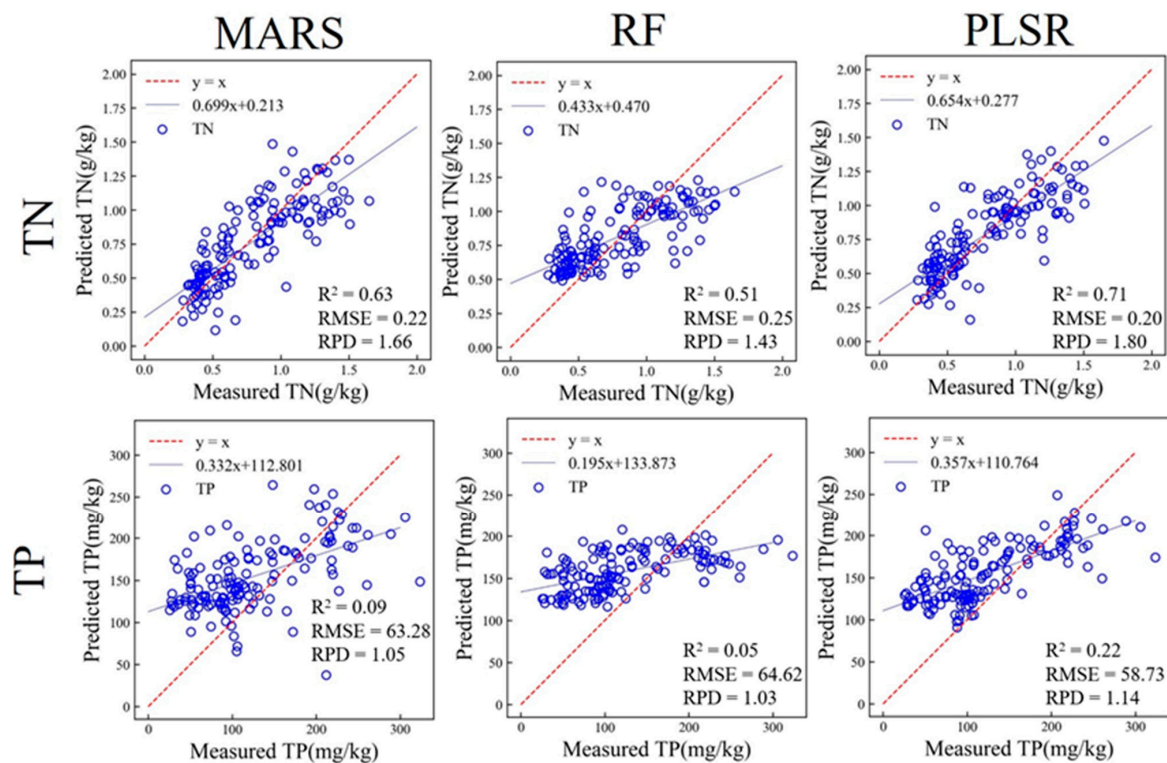 MARS
RF
PLSR
TN
2.00
1.75
1.50
1.25
1.00
0.75
0.50
0.25
0.00
Predicted TN(g/kg)
y = x
0.699x+0.213
TN
R² = 0.63
RMSE = 0.22
RPD = 1.66
0.0 0.5 1.0 1.5 2.0
Measured TN(g/kg)
2.00
1.75
1.50
1.25
1.00
0.75
0.50
0.25
0.00
Predicted TN(g/kg)
y = x
0.433x+0.470
TN
R² = 0.51
RMSE = 0.25
RPD = 1.43
0.0 0.5 1.0 1.5 2.0
Measured TN(g/kg)
2.00
1.75
1.50
1.25
1.00
0.75
0.50
0.25
0.00
Predicted TN(g/kg)
y = x
0.654x+0.277
TN
R² = 0.71
RMSE = 0.20
RPD = 1.80
0.0 0.5 1.0 1.5 2.0
Measured TN(g/kg)
TP
300
250
200
150
100
50
0
Predicted TP(mg/kg)
y = x
0.332x+112.801
TP
R² = 0.09
RMSE = 63.28
RPD = 1.05
0 100 200 300
Measured TP(mg/kg)
300
250
200
150
100
50
0
Predicted TP(mg/kg)
y = x
0.195x+133.873
TP
R² = 0.05
RMSE = 64.62
RPD = 1.03
0 100 200 300
Measured TP(mg/kg)
300
250
200
150
100
50
0
Predicted TP(mg/kg)
y = x
0.357x+110.764
TP
R² = 0.22
RMSE = 58.73
RPD = 1.14
0 100 200 300
Measured TP(mg/kg)